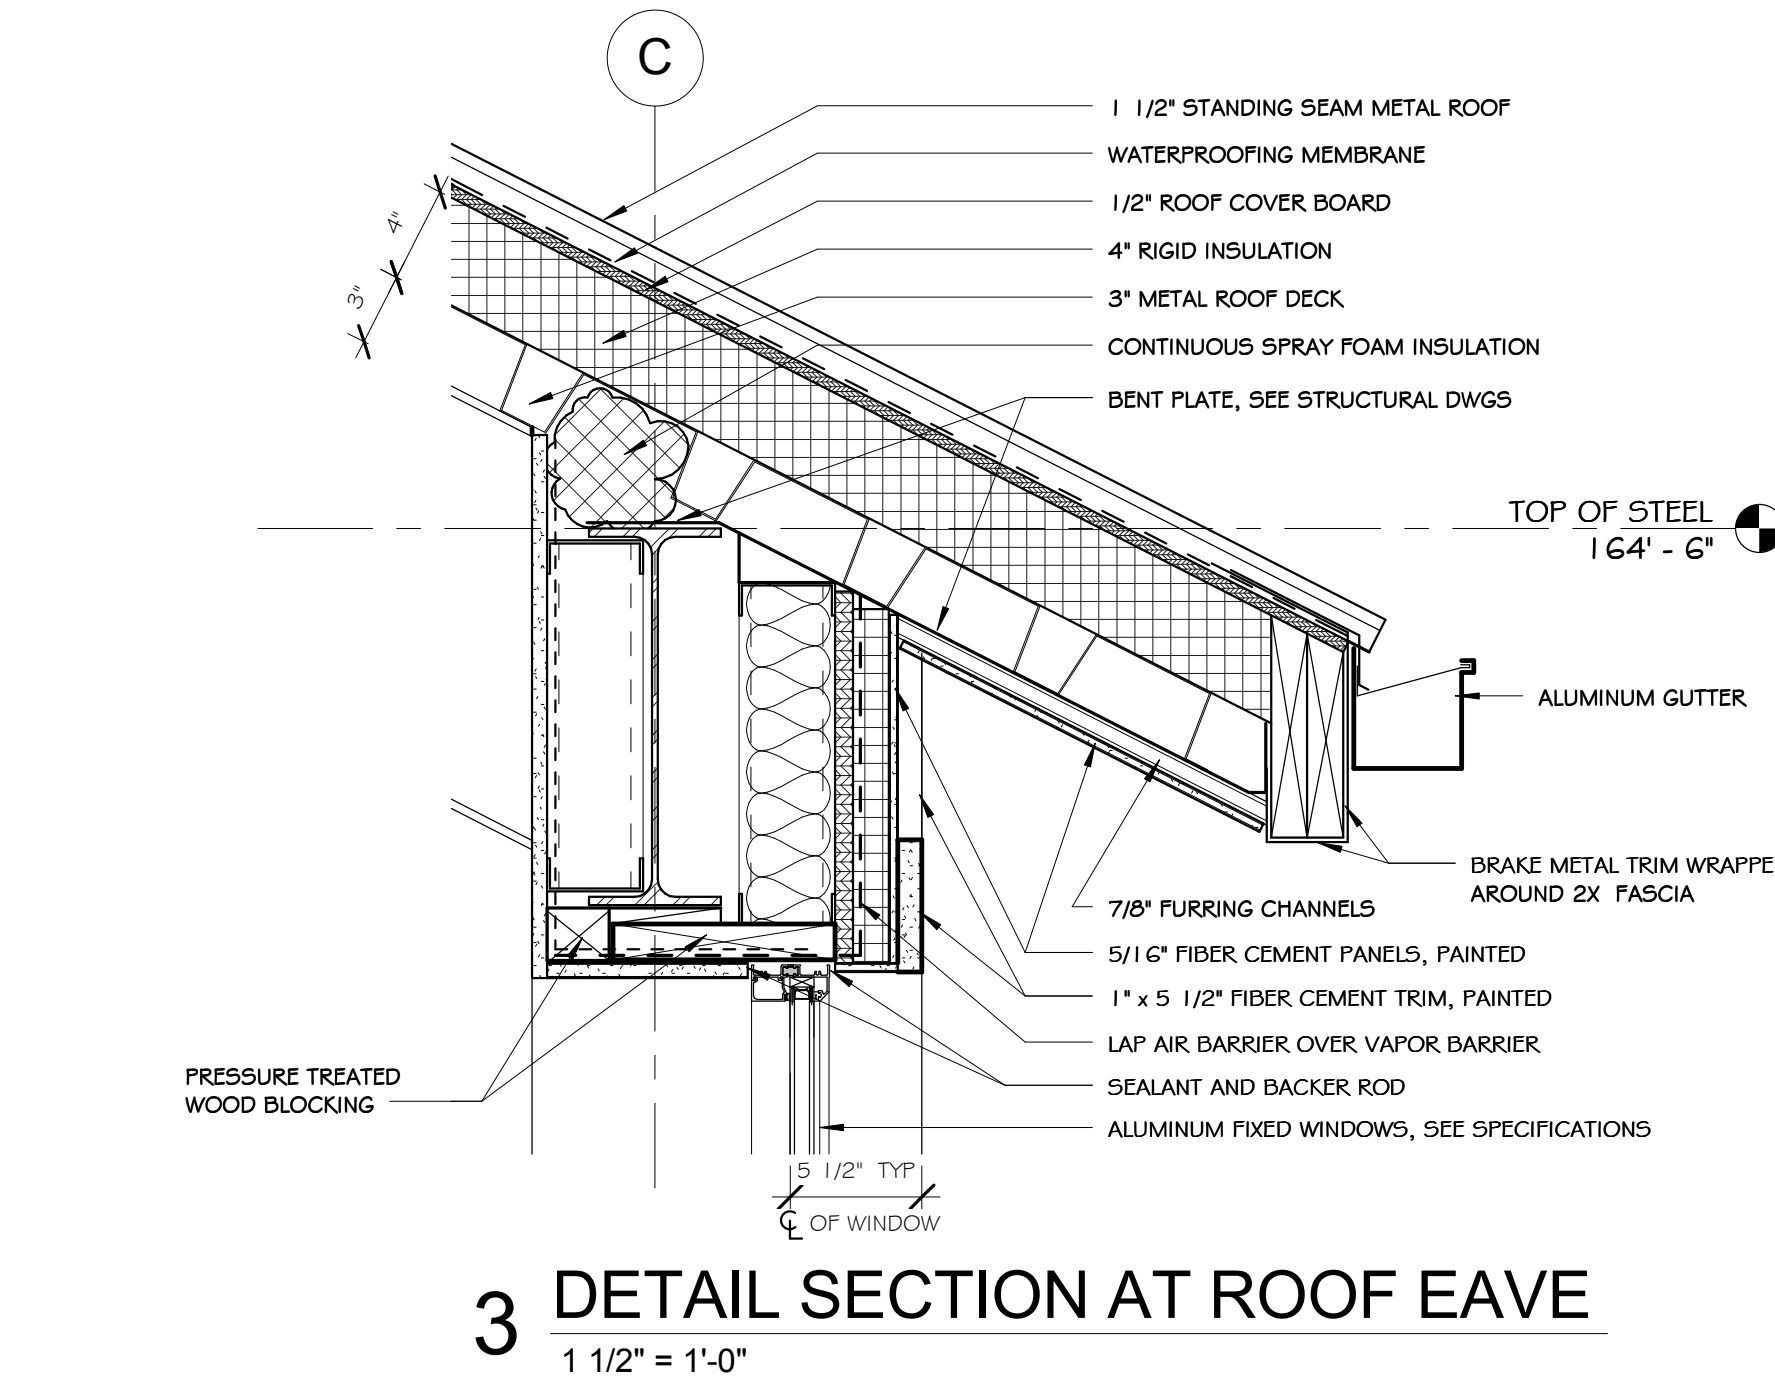 C
1 1/2" STANDING SEAM METAL ROOF
WATERPROOFING MEMBRANE
1/2" ROOF COVER BOARD
4"
4" RIGID INSULATION
3"
3" METAL ROOF DECK
CONTINUOUS SPRAY FOAM INSULATION
BENT PLATE, SEE STRUCTURAL DWGS
TOP OF STEEL
164' - 6"
ALUMINUM GUTTER
BRAKE METAL TRIM WRAPPE
AROUND 2X FASCIA
7/8" FURRING CHANNELS
5/16" FIBER CEMENT PANELS, PAINTED
1" x 5 1/2" FIBER CEMENT TRIM, PAINTED
LAP AIR BARRIER OVER VAPOR BARRIER
PRESSURE TREATED
WOOD BLOCKING
SEALANT AND BACKER ROD
ALUMINUM FIXED WINDOWS, SEE SPECIFICATIONS
5 1/2" TYP
℄ OF WINDOW
3 DETAIL SECTION AT ROOF EAVE
1 1/2" = 1'-0"